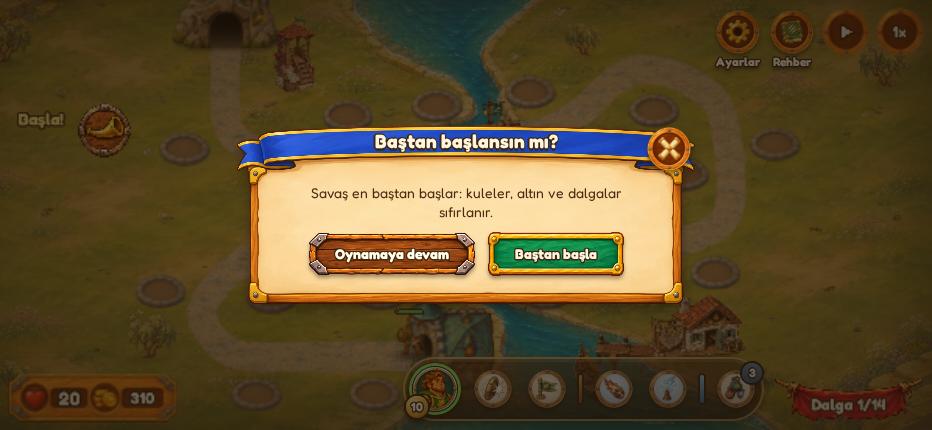 Ayarlar
Rehber
1x
Başla!
Baştan başlansın mı?
Savaş en baştan başlar: kuleler, altın ve dalgalar
sıfırlanır.
Oynamaya devam
Baştan başla
20
310
10
3
Dalga 1/14